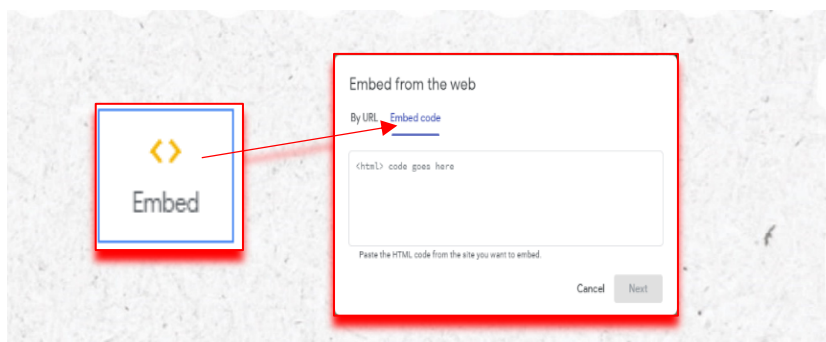 Embed
Embed from the web
By URL Embed code
<html> code goes here
Paste the HTML code from the site you want to embed.
Cancel Next